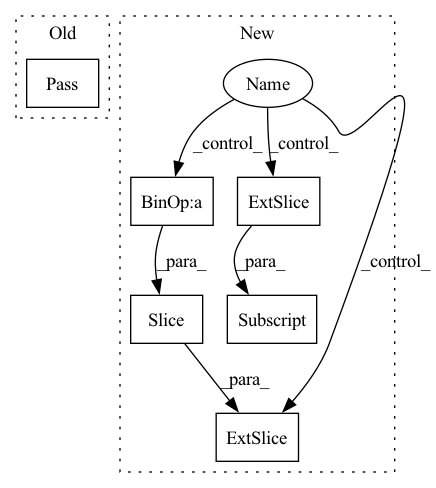 Old
New
Pass
Name
_control_
_control_
BinOp:a
ExtSlice
_control_
_para_
_para_
Slice
Subscript
_para_
ExtSlice